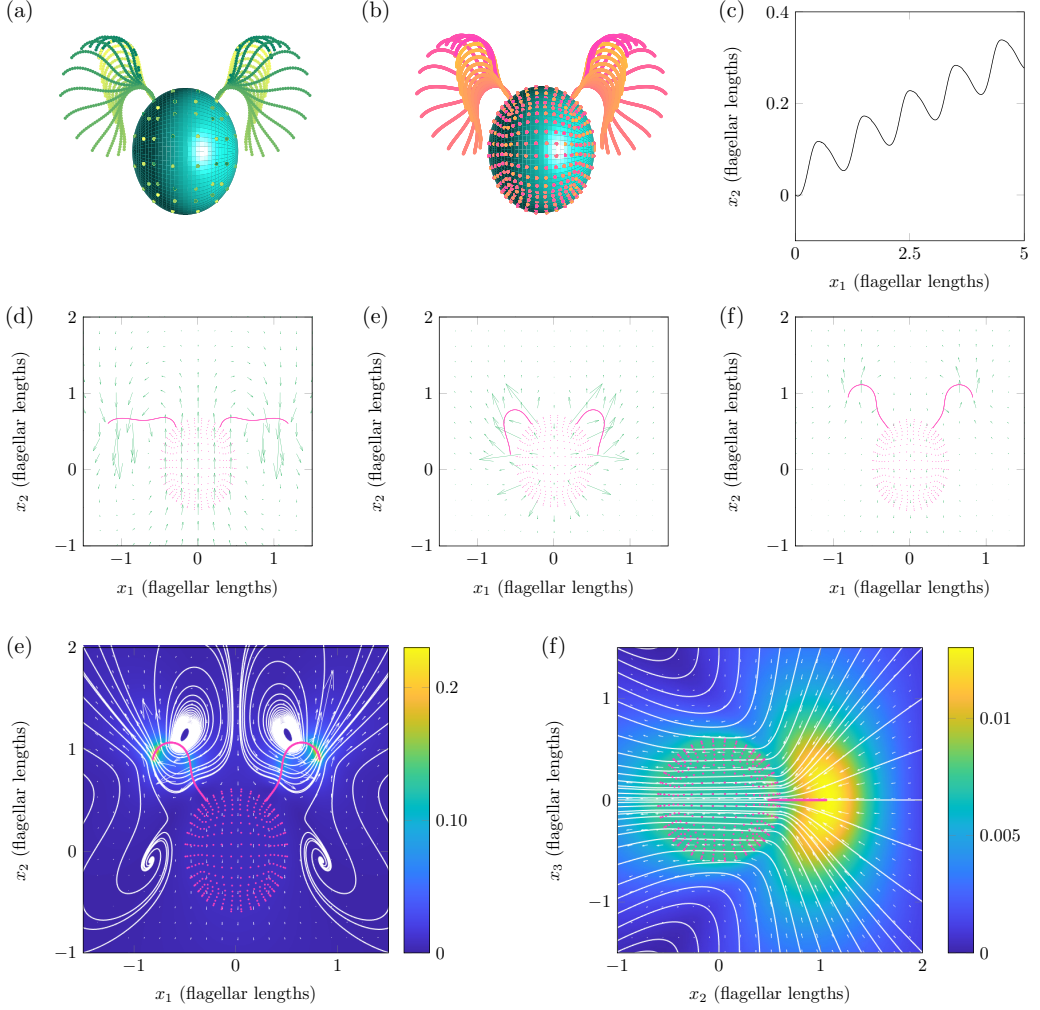 (a)
(b)
(c)
0.4
0.2
0
x₂ (flagellar lengths)
0 2.5 5
x₁ (flagellar lengths)
(d)
2
1
0
−1
x₂ (flagellar lengths)
−1 0 1
x₁ (flagellar lengths)
(e)
2
1
0
−1
x₂ (flagellar lengths)
−1 0 1
x₁ (flagellar lengths)
(f)
2
1
0
−1
x₂ (flagellar lengths)
−1 0 1
x₁ (flagellar lengths)
(e)
2
1
0
−1
x₂ (flagellar lengths)
−1 0 1
x₁ (flagellar lengths)
0.2
0.10
0
(f)
1
0
−1
x₃ (flagellar lengths)
−1 0 1 2
x₂ (flagellar lengths)
0.01
0.005
0